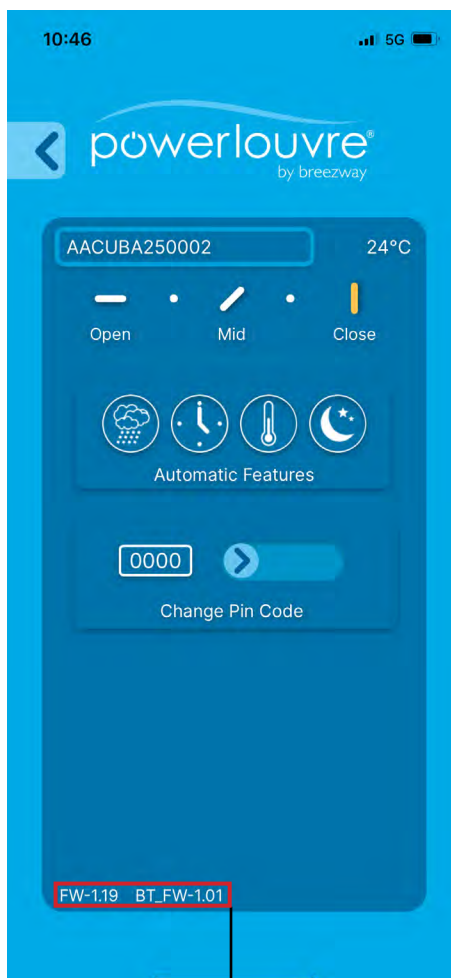 10:46 5G
powerlouvre®
by breezway
AACUBA250002 24°C
Open Mid Close
Automatic Features
0000
Change Pin Code
FW-1.19 BT_FW-1.01